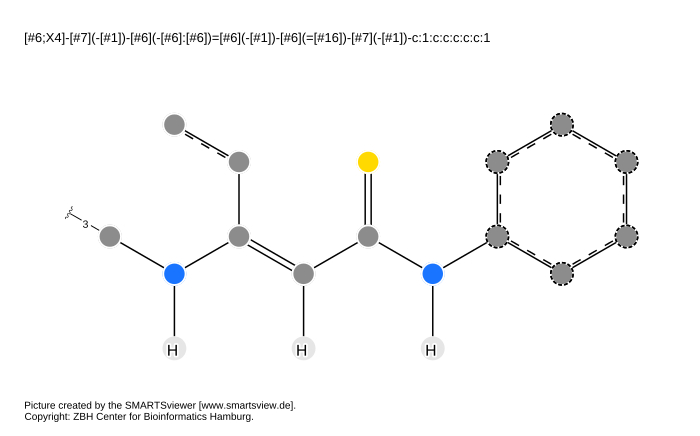 [#6;X4]-[#7](-[#1])-[#6](-[#6]:[#6])=[#6](-[#1])-[#6](=[#16])-[#7](-[#1])-c:1:c:c:c:c:c:1
3
H
H
H
Picture created by the SMARTSviewer [www.smartsview.de].
Copyright: ZBH Center for Bioinformatics Hamburg.